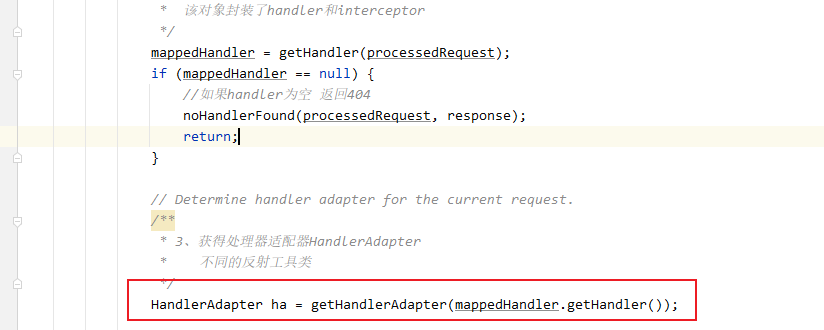 * 该对象封装了handler和interceptor
*/
mappedHandler = getHandler(processedRequest);
if (mappedHandler == null) {
//如果handler为空 返回404
noHandlerFound(processedRequest, response);
return;
}
// Determine handler adapter for the current request.
/**
* 3、获得处理器适配器HandlerAdapter
* 不同的反射工具类
*/
HandlerAdapter ha = getHandlerAdapter(mappedHandler.getHandler());